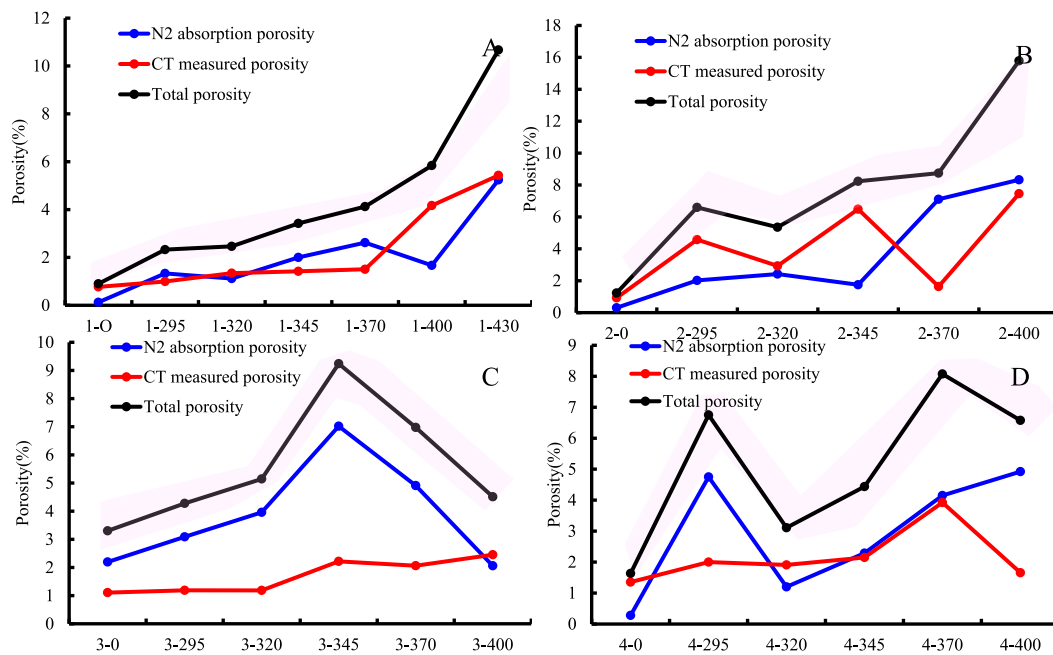 12
10
8
6
4
2
0
Porosity(%)
N2 absorption porosity
CT measured porosity
Total porosity
A
1-O 1-295 1-320 1-345 1-370 1-400 1-430
18
16
14
12
10
8
6
4
2
0
Porosity(%)
N2 absorption porosity
CT measured porosity
Total porosity
B
2-0 2-295 2-320 2-345 2-370 2-400
10
9
8
7
6
5
4
3
2
1
0
Porosity(%)
N2 absorption porosity
CT measured porosity
Total porosity
C
3-0 3-295 3-320 3-345 3-370 3-400
9
8
7
6
5
4
3
2
1
0
Porosity(%)
N2 absorption porosity
CT measured porosity
Total porosity
D
4-0 4-295 4-320 4-345 4-370 4-400